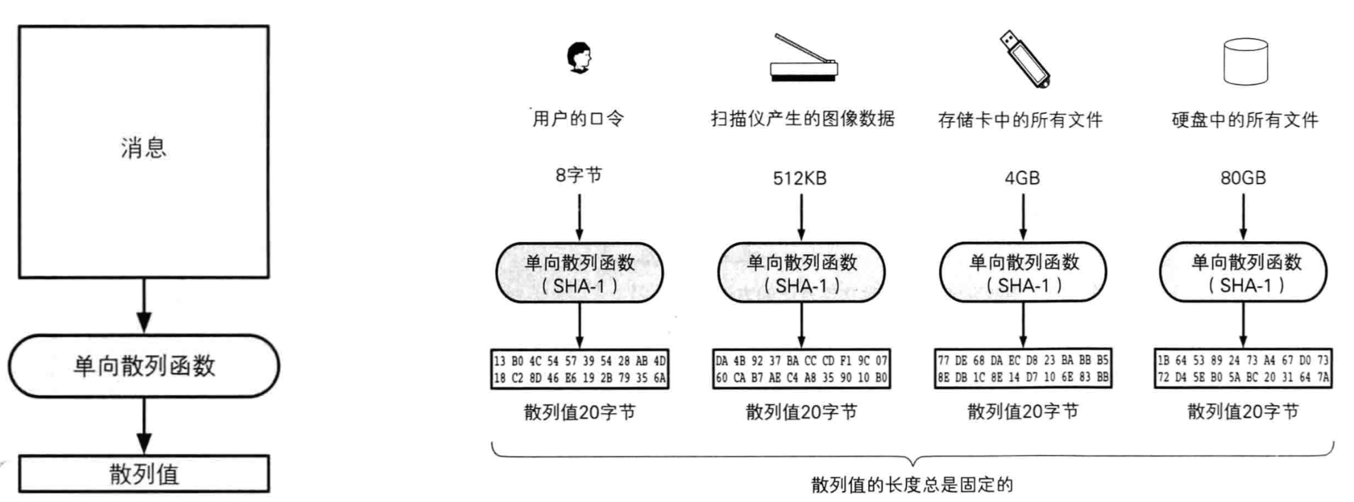 消息
单向散列函数
散列值
用户的口令
8字节
单向散列函数
(SHA-1)
13 B0 4C 54 57 39 54 28 AB 4D
18 C2 8D 46 E6 19 2B 79 35 6A
散列值20字节
扫描仪产生的图像数据
512KB
单向散列函数
(SHA-1)
DA 4B 92 37 BA CC CD F1 9C 07
60 CA B7 AE C4 A8 35 90 10 B0
散列值20字节
存储卡中的所有文件
4GB
单向散列函数
(SHA-1)
77 DE 68 DA EC D8 23 BA BB B5
8E DB 1C 8E 14 D7 10 6E 83 BB
散列值20字节
硬盘中的所有文件
80GB
单向散列函数
(SHA-1)
1B 64 53 89 24 73 A4 67 D0 73
72 D4 5E B0 5A BC 20 31 64 7A
散列值20字节
散列值的长度总是固定的